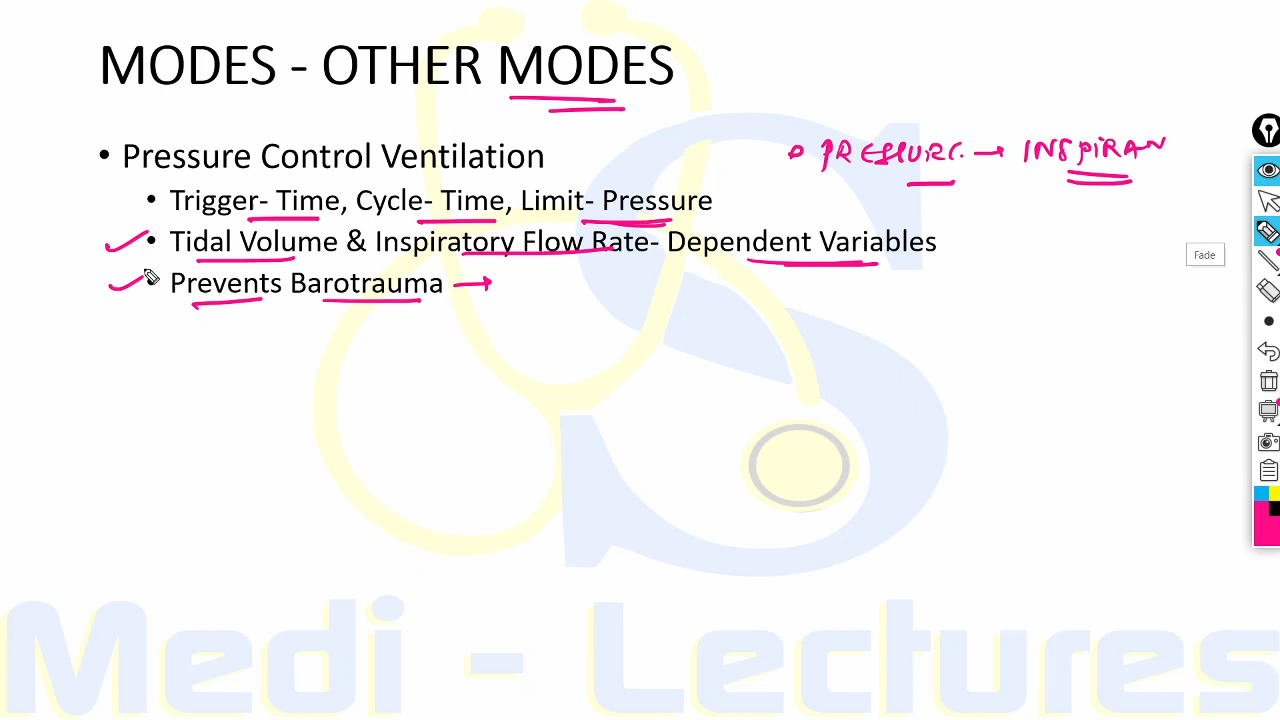 MODES - OTHER MODES
• Pressure Control Ventilation
• PRESSURE → INSPIRAN
• Trigger- Time, Cycle- Time, Limit- Pressure
• Tidal Volume & Inspiratory Flow Rate- Dependent Variables
Fade
Prevents Barotrauma →
Medi - Lectures